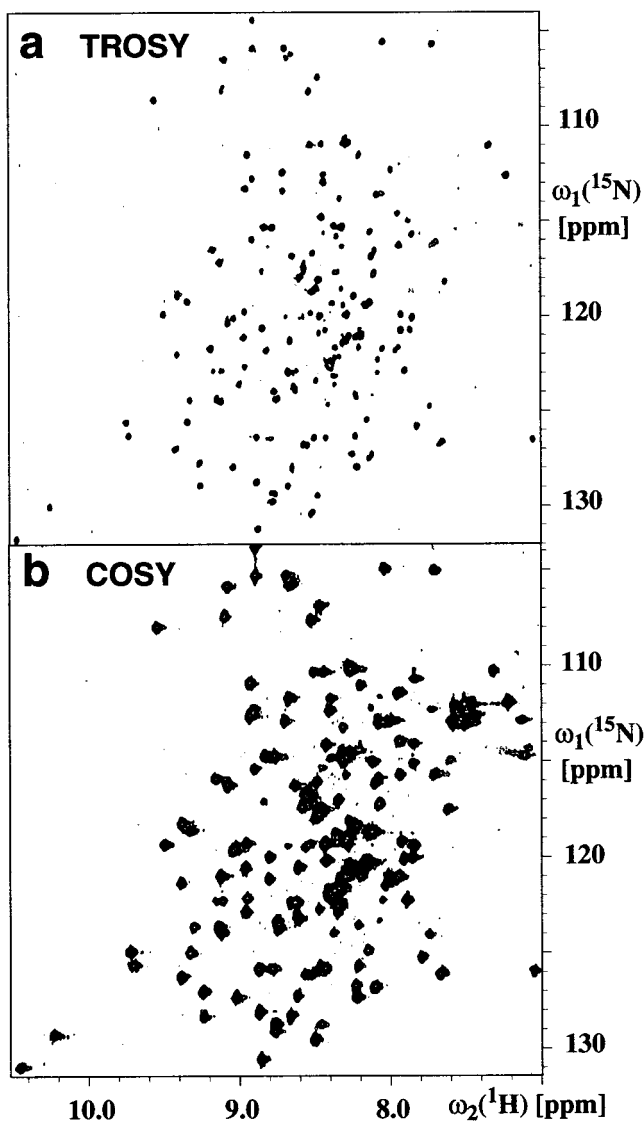 a TROSY
110
ω₁(¹⁵N)
[ppm]
120
130
b COSY
110
ω₁(¹⁵N)
[ppm]
120
130
10.0 9.0 8.0 ω₂(¹H) [ppm]